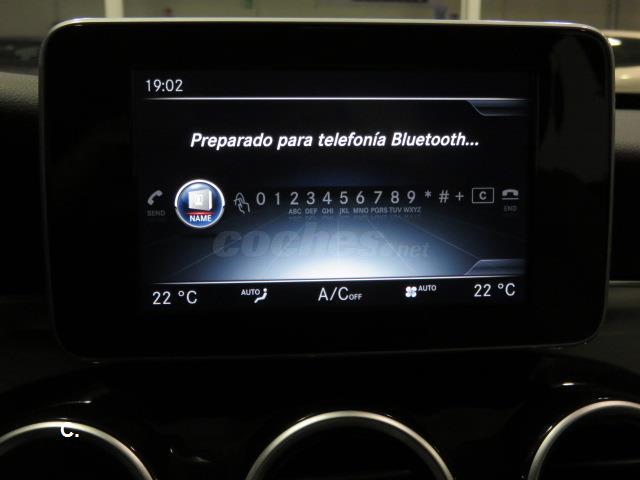 19:02
Preparado para telefonía Bluetooth...
SEND NAME 0 1 2 3 4 5 6 7 8 9 * # + C END
ABC DEF GHI JKL MNO PQRS TUV WXYZ
coches.net
22 °C AUTO A/C OFF AUTO 22 °C
C.